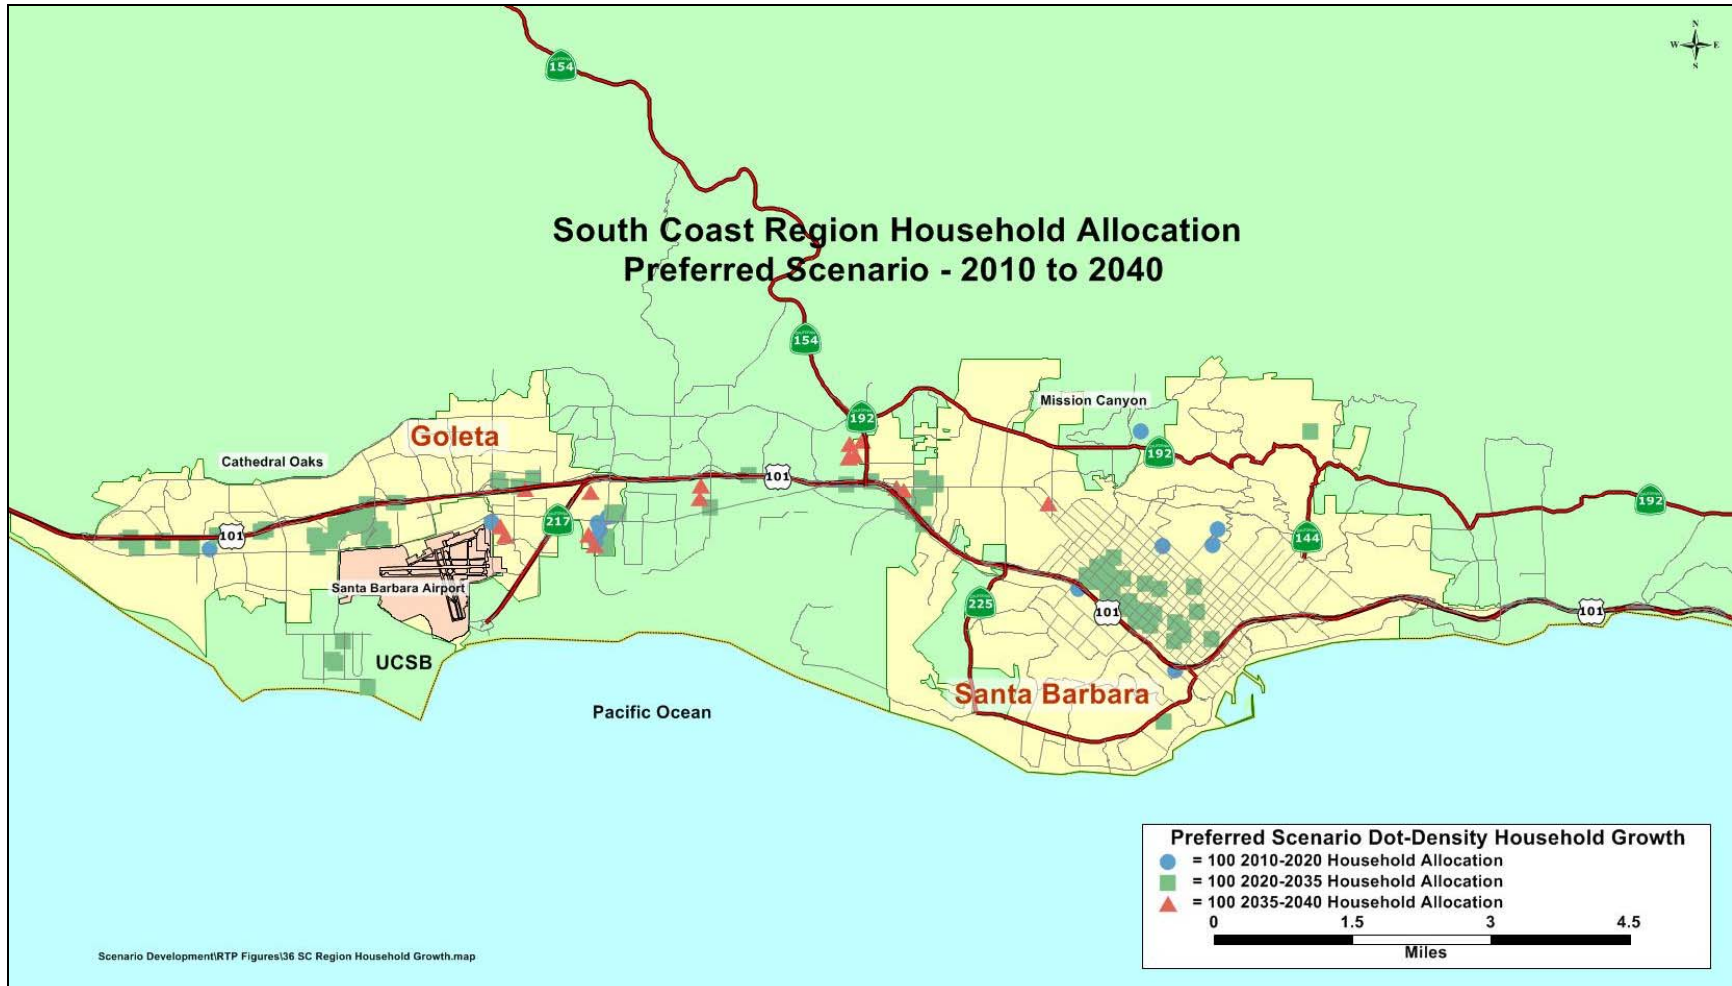 N
W E
S
154
South Coast Region Household Allocation
Preferred Scenario - 2010 to 2040
154
Mission Canyon
192
Goleta
192
Cathedral Oaks
101
192
217
101
144
Santa Barbara Airport
225
101
101
UCSB
Santa Barbara
Pacific Ocean
Preferred Scenario Dot-Density Household Growth
= 100 2010-2020 Household Allocation
= 100 2020-2035 Household Allocation
= 100 2035-2040 Household Allocation
0 1.5 3 4.5
Miles
Scenario Development\RTP Figures\36 SC Region Household Growth.map